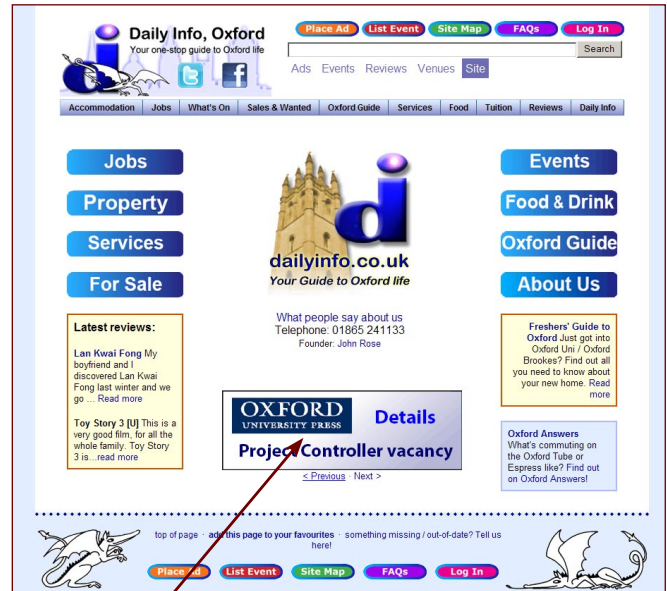 Daily Info, Oxford
Your one-stop guide to Oxford life
Place Ad List Event Site Map FAQs Log In
Search
Ads Events Reviews Venues Site
Accommodation Jobs What's On Sales & Wanted Oxford Guide Services Food Tuition Reviews Daily Info
Jobs
Property
Services
For Sale
dailyinfo.co.uk
Your Guide to Oxford life
What people say about us
Telephone: 01865 241133
Founder: John Rose
Events
Food & Drink
Oxford Guide
About Us
Latest reviews:
Lan Kwai Fong My
boyfriend and I
discovered Lan Kwai
Fong last winter and we
go ... Read more
Toy Story 3 [U] This is a
very good film, for all the
whole family. Toy Story
3 is...read more
OXFORD
UNIVERSITY PRESS
Details
Project Controller vacancy
< Previous · Next >
Freshers' Guide to
Oxford Just got into
Oxford Uni / Oxford
Brookes? Find out all
you need to know about
your new home. Read
more
Oxford Answers
What's commuting on
the Oxford Tube or
Espress like? Find out
on Oxford Answers!
top of page · add this page to your favourites · something missing / out-of-date? Tell us
here!
Place Ad List Event Site Map FAQs Log In